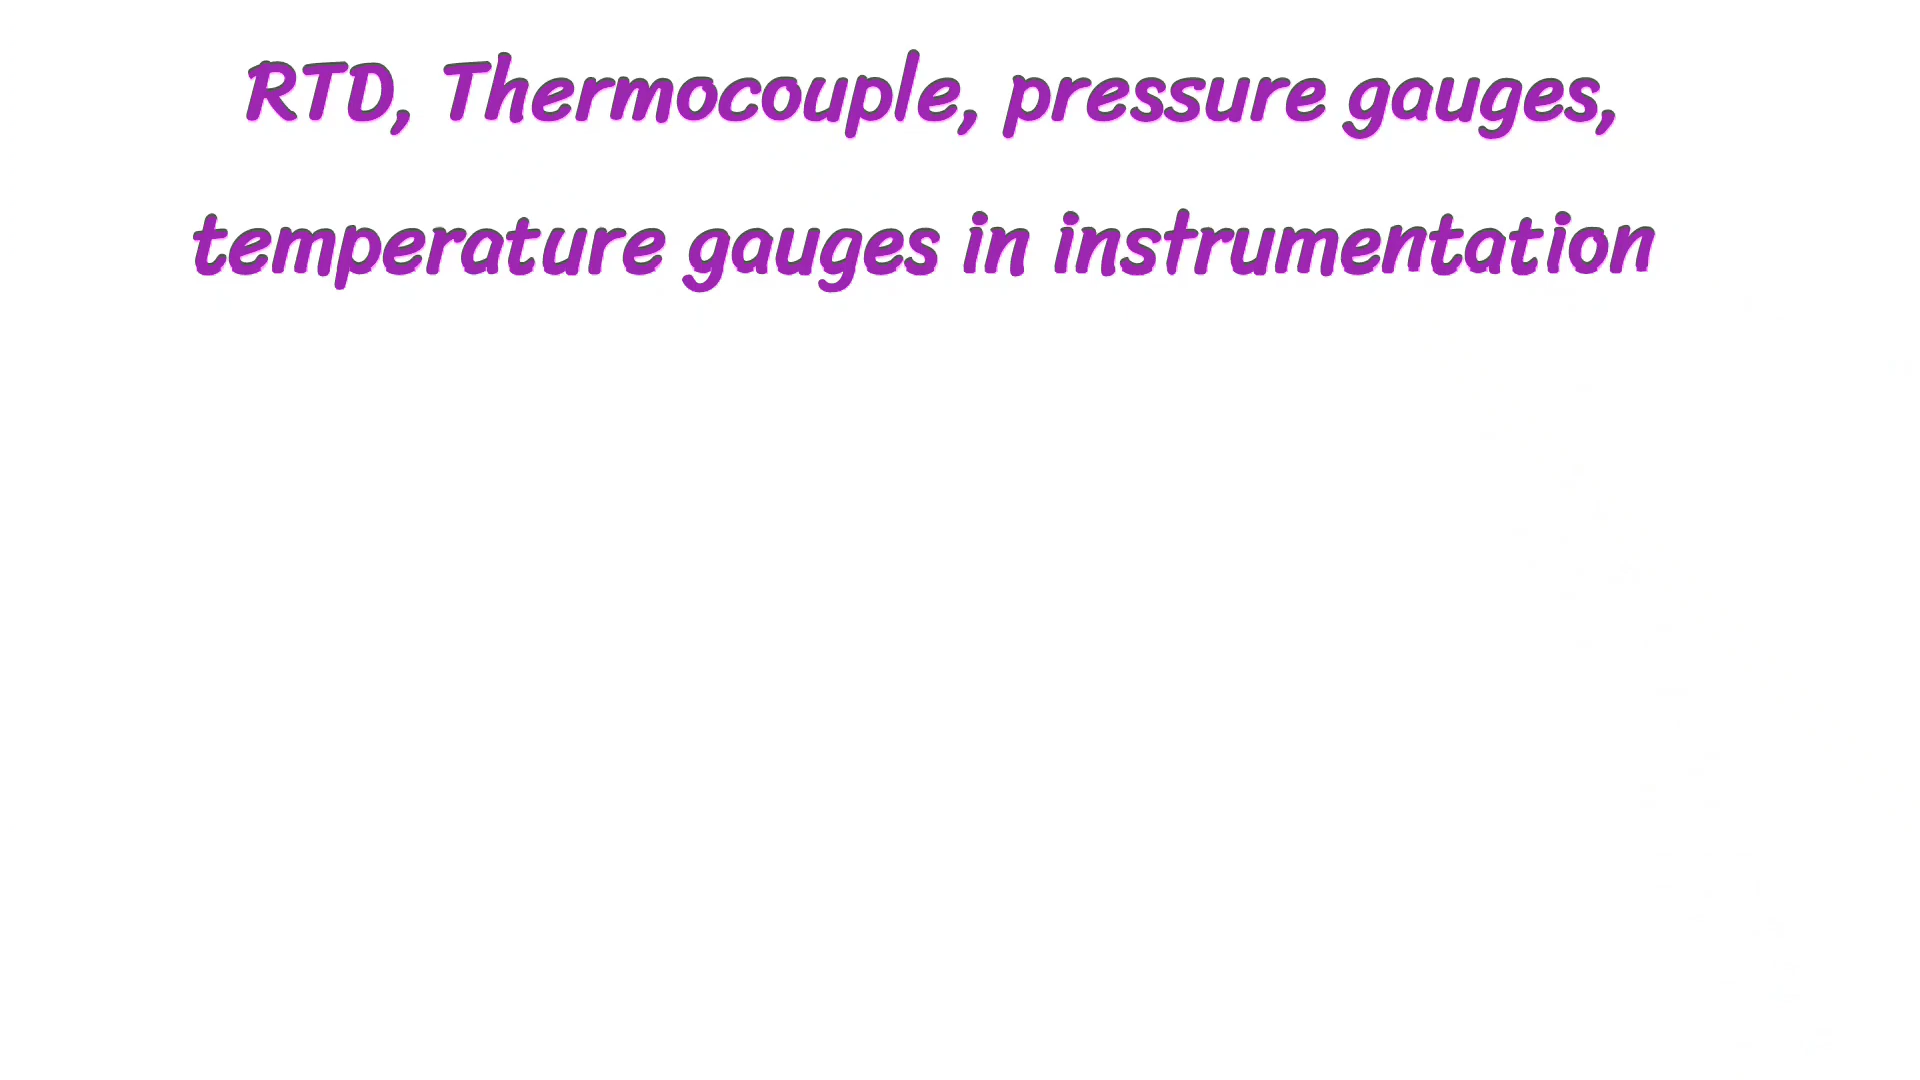 RTD, Thermocouple, pressure gauges,
temperature gauges in instrumentation